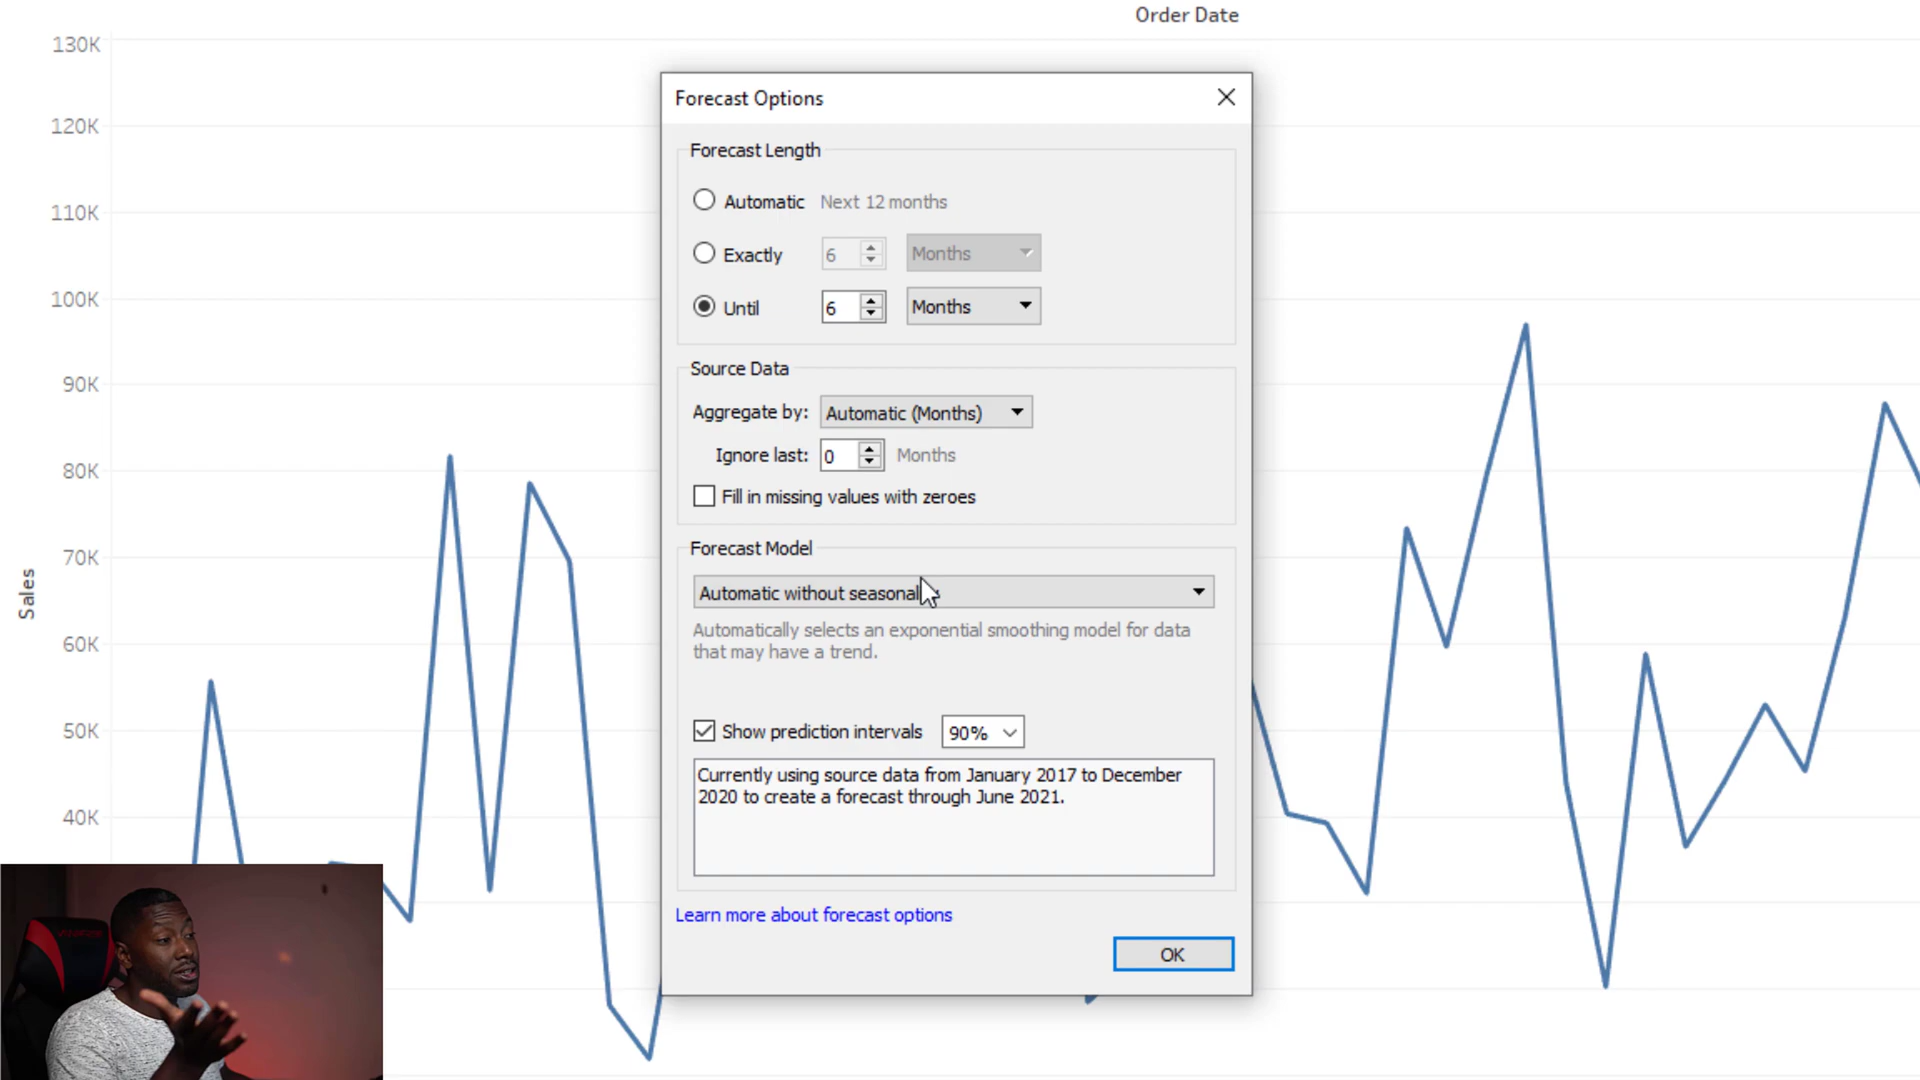 Order Date
130K
120K
110K
100K
90K
80K
70K
60K
50K
40K
Sales
Forecast Options
Forecast Length
Automatic Next 12 months
Exactly 6 Months
Until 6 Months
Source Data
Aggregate by: Automatic (Months)
Ignore last: 0 Months
Fill in missing values with zeroes
Forecast Model
Automatic without
Automatically selects an exponential smoothing model for data
that may have a trend.
Show prediction intervals 90%
Currently using source data from January 2017 to December
2020 to create a forecast through June 2021.
Learn more about forecast options
OK